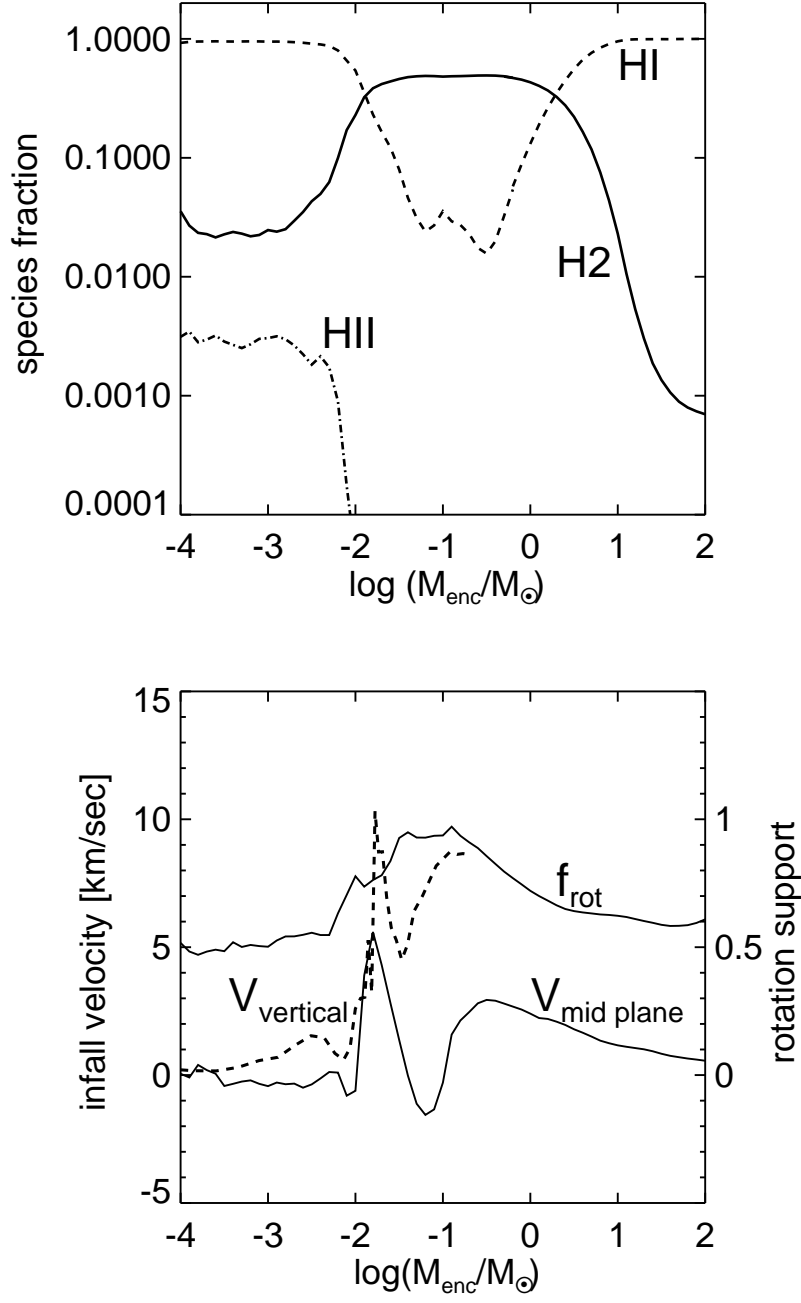 1.0000
HI
0.1000
species fraction
0.0100
H2
HII
0.0010
0.0001
-4 -3 -2 -1 0 1 2
log (M_enc/M_☉)
15
10 1
f_rot
infall velocity [km/sec]
rotation support
5 0.5
V_vertical V_mid plane
0 0
-5
-4 -3 -2 -1 0 1 2
log(M_enc/M_☉)